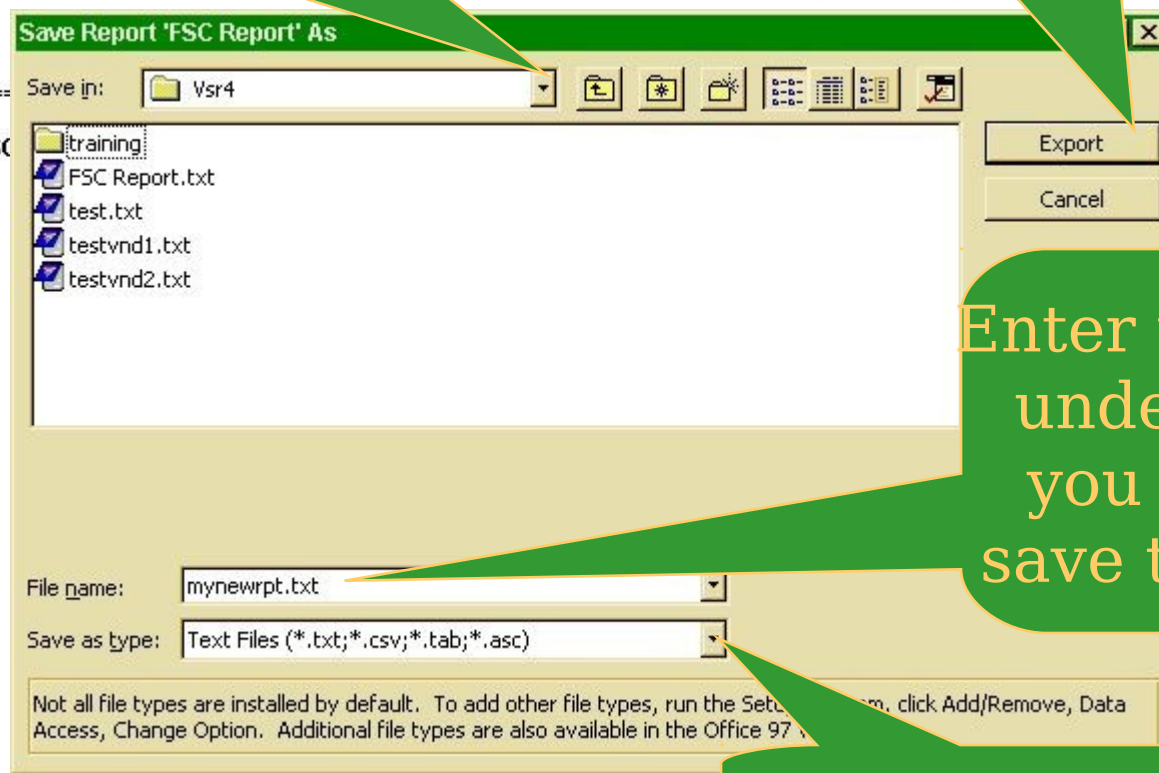 Save Report 'FSC Report' As
Save in: Vsr4
training
FSC Report.txt
test.txt
testvnd1.txt
testvnd2.txt
Export
Cancel
Enter
unde
you
save t
File name: mynewrpt.txt
Save as type: Text Files (*.txt;*.csv;*.tab;*.asc)
Not all file types are installed by default. To add other file types, run the Setu m, click Add/Remove, Data
Access, Change Option. Additional file types are also available in the Office 97